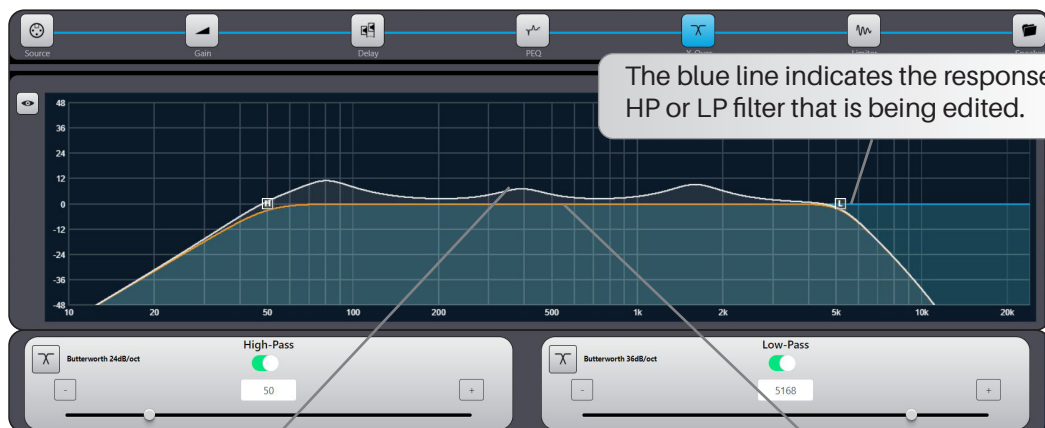 Source Gain Delay PEQ
The blue line indicates the response
HP or LP filter that is being edited.
48
36
24
12
0
-12
-24
-36
-48
H L
10 20 50 100 200 500 1k 2k 5k 10k 20k
High-Pass
Butterworth 24dB/oct
- 50 +
Low-Pass
Butterworth 36dB/oct
- 5168 +